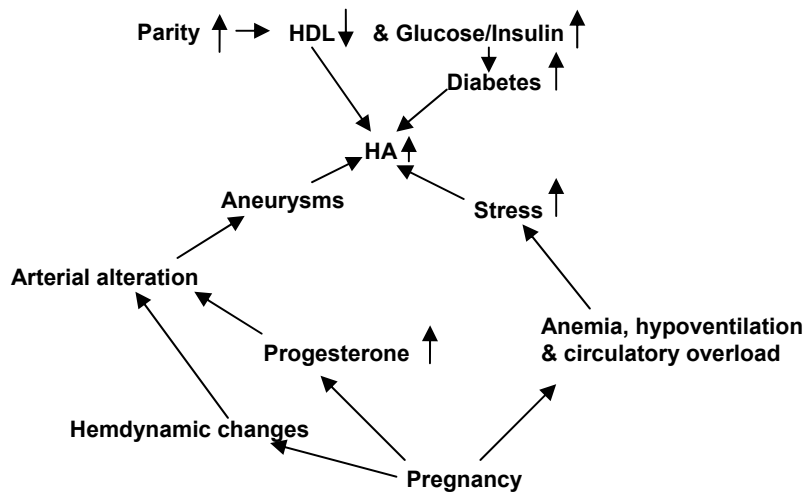 Parity HDL & Glucose/Insulin
Diabetes
HA
Aneurysms
Stress
Arterial alteration
Anemia, hypoventilation
& circulatory overload
Progesterone
Hemdynamic changes
Pregnancy